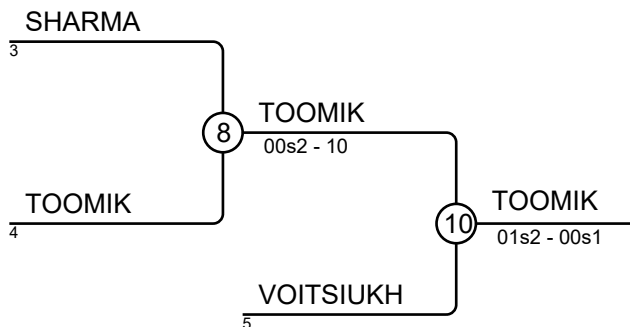 SHARMA
3
8
TOOMIK
00s2 - 10
TOOMIK
4
10
TOOMIK
01s2 - 00s1
VOITSIUKH
5